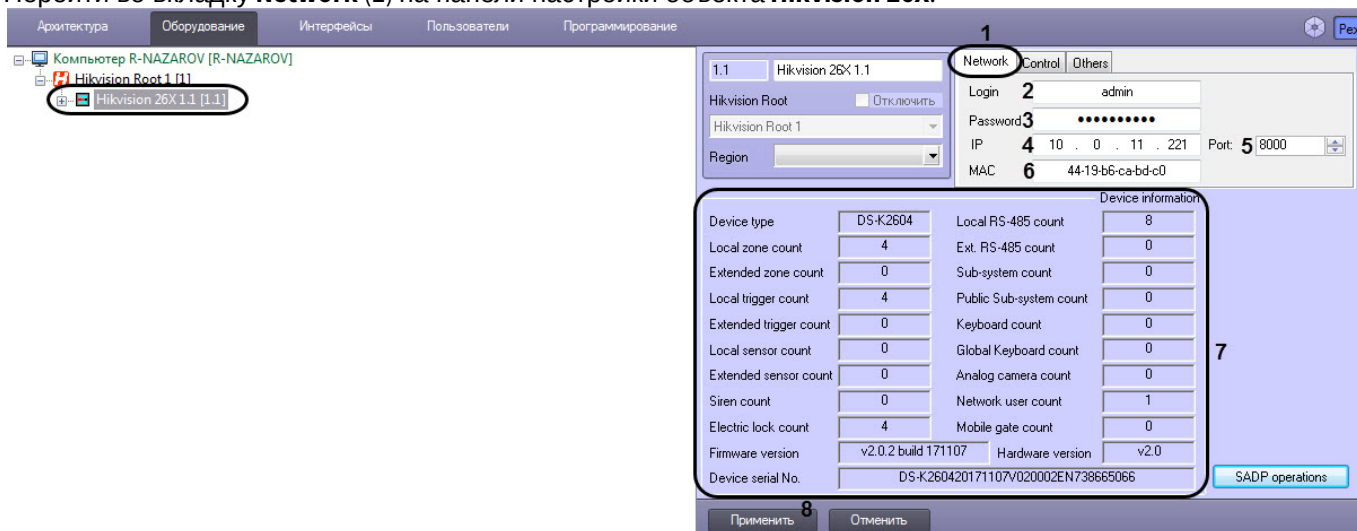 Перейти во вкладку Network (1) на панели настройки объекта Hikvision 26x.
Архитектура Оборудование Интерфейсы Пользователи Программирование
Компьютер R-NAZAROV [R-NAZAROV]
Hikvision Root 1 [1]
Hikvision 26X 1.1 [1.1]
1.1 Hikvision 26X 1.1
Hikvision Root Отключить
Hikvision Root 1
Region
1
Network Control Others
Login 2 admin
Password 3 ••••••••••
IP 4 10 . 0 . 11 . 221 Port: 5 8000
MAC 6 44-19-b6-ca-bd-c0
Device information
Device type DS-K2604 Local RS-485 count 8
Local zone count 4 Ext. RS-485 count 0
Extended zone count 0 Sub-system count 0
Local trigger count 4 Public Sub-system count 0
Extended trigger count 0 Keyboard count 0
Local sensor count 0 Global Keyboard count 0 7
Extended sensor count 0 Analog camera count 0
Siren count 0 Network user count 1
Electric lock count 4 Mobile gate count 0
Firmware version v2.0.2 build 171107 Hardware version v2.0
Device serial No. DS-K260420171107V020002EN738665066 SADP operations
Применить 8 Отменить